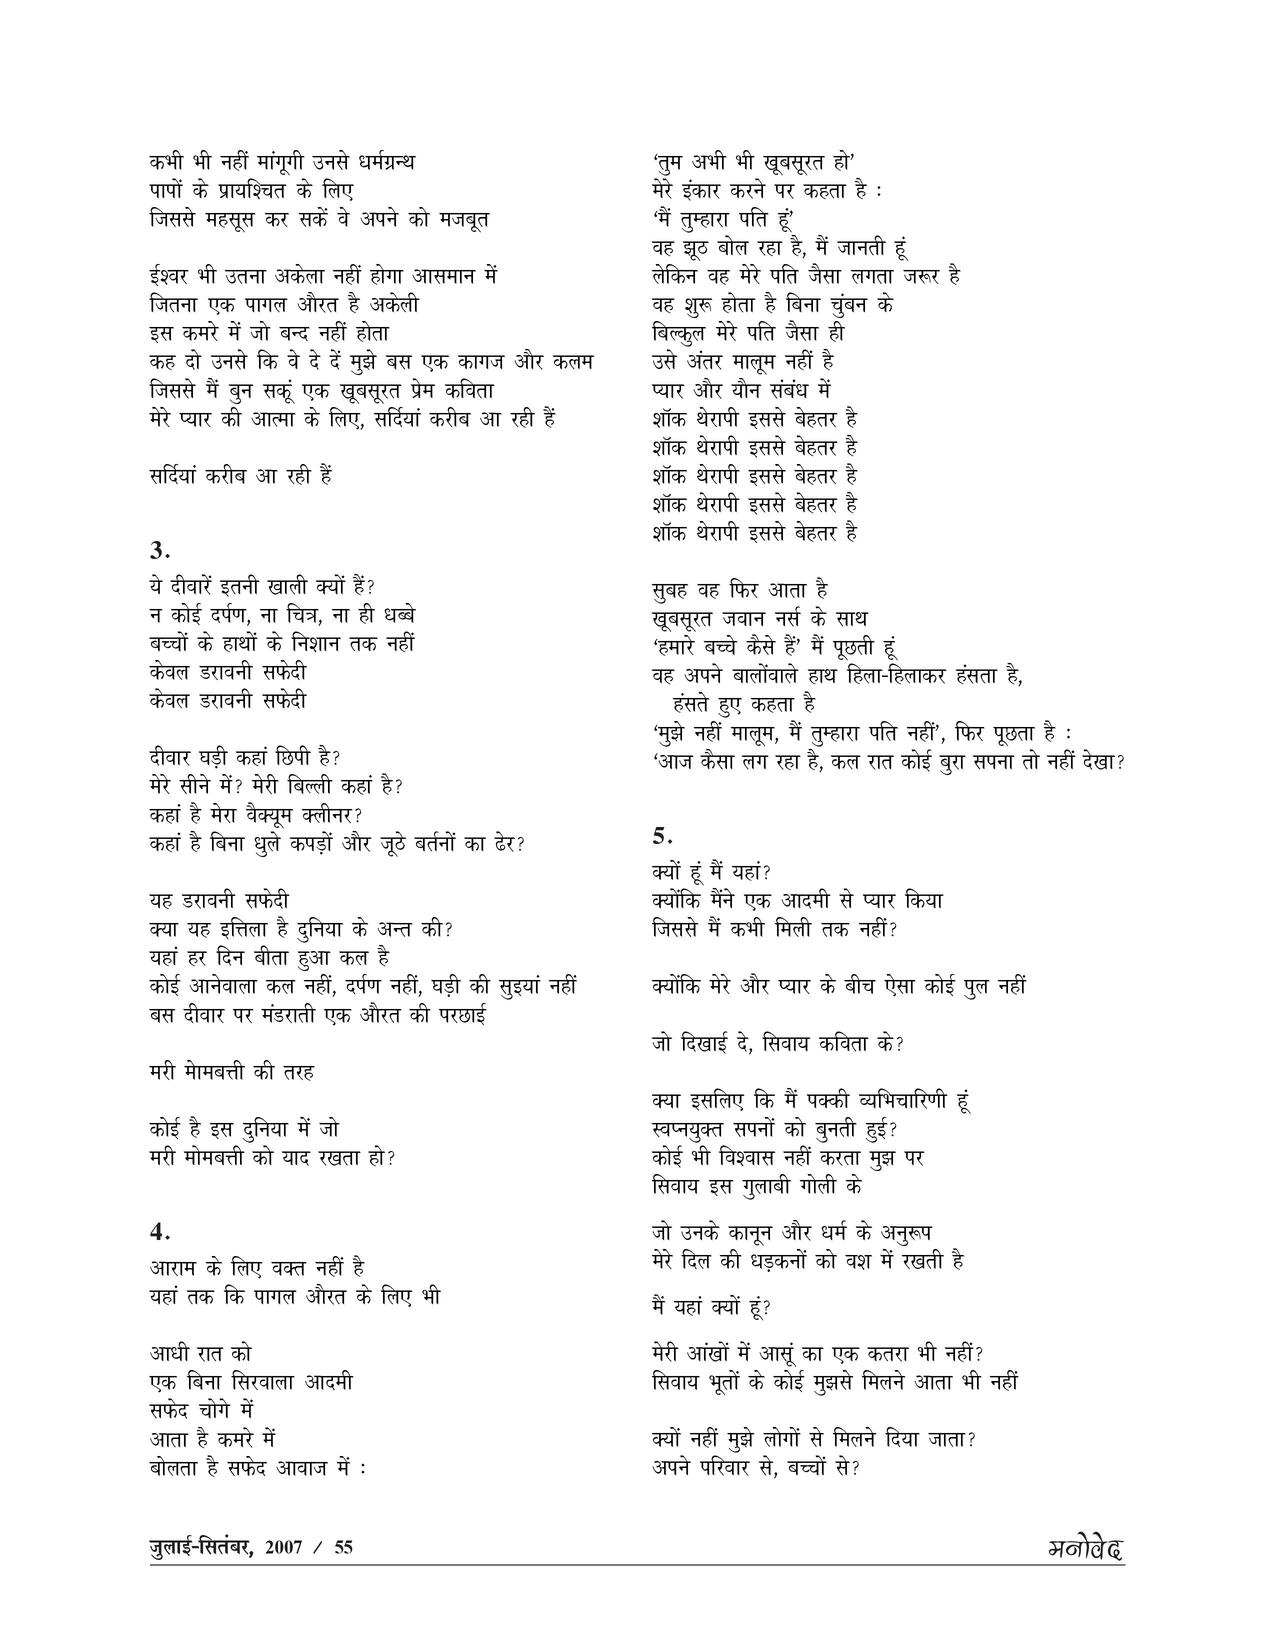 कभी भी नहीं मांगूगी उनसे धर्मग्रन्थ
पापों के प्रायश्चित के लिए
जिससे महसूस कर सकें वे अपने को मजबूत
ईश्वर भी उतना अकेला नहीं होगा आसमान में
जितना एक पागल औरत है अकेली
इस कमरे में जो बन्द नहीं होता
कह दो उनसे कि वे दे दें मुझे बस एक कागज और कलम
जिससे मैं बुन सकूं एक खूबसूरत प्रेम कविता
मेरे प्यार की आत्मा के लिए, सर्दियां करीब आ रही हैं
सर्दियां करीब आ रही हैं
3.
ये दीवारें इतनी खाली क्यों हैं?
न कोई दर्पण, ना चित्र, ना ही धब्बे
बच्चों के हाथों के निशान तक नहीं
केवल डरावनी सफेदी
केवल डरावनी सफेदी
दीवार घड़ी कहां छिपी है?
मेरे सीने में? मेरी बिल्ली कहां है?
कहां है मेरा वैक्यूम क्लीनर?
कहां है बिना धुले कपड़ों और जूठे बर्तनों का ढेर?
यह डरावनी सफेदी
क्या यह इत्तिला है दुनिया के अन्त की?
यहां हर दिन बीता हुआ कल है
कोई आनेवाला कल नहीं, दर्पण नहीं, घड़ी की सुइयां नहीं
बस दीवार पर मंडराती एक औरत की परछाई
मरी मेामबत्ती की तरह
कोई है इस दुनिया में जो
मरी मोमबत्ती को याद रखता हो?
4.
आराम के लिए वक्त नहीं है
यहां तक कि पागल औरत के लिए भी
आधी रात को
एक बिना सिरवाला आदमी
सफेद चोगे में
आता है कमरे में
बोलता है सफेद आवाज में :
‘तुम अभी भी खूबसूरत हो’
मेरे इंकार करने पर कहता है :
‘मैं तुम्हारा पति हूं’
वह झूठ बोल रहा है, मैं जानती हूं
लेकिन वह मेरे पति जैसा लगता जरूर है
वह शुरू होता है बिना चुंबन के
बिल्कुल मेरे पति जैसा ही
उसे अंतर मालूम नहीं है
प्यार और यौन संबंध में
शॉक थेरापी इससे बेहतर है
शॉक थेरापी इससे बेहतर है
शॉक थेरापी इससे बेहतर है
शॉक थेरापी इससे बेहतर है
शॉक थेरापी इससे बेहतर है
सुबह वह फिर आता है
खूबसूरत जवान नर्स के साथ
‘हमारे बच्चे कैसे हैं’ मैं पूछती हूं
वह अपने बालोंवाले हाथ हिला-हिलाकर हंसता है,
हंसते हुए कहता है
‘मुझे नहीं मालूम, मैं तुम्हारा पति नहीं’, फिर पूछता है :
‘आज कैसा लग रहा है, कल रात कोई बुरा सपना तो नहीं देखा?
5.
क्यों हूं मैं यहां?
क्योंकि मैंने एक आदमी से प्यार किया
जिससे मैं कभी मिली तक नहीं?
क्योंकि मेरे और प्यार के बीच ऐसा कोई पुल नहीं
जो दिखाई दे, सिवाय कविता के?
क्या इसलिए कि मैं पक्की व्यभिचारिणी हूं
स्वप्नयुक्त सपनों को बुनती हुई?
कोई भी विश्वास नहीं करता मुझ पर
सिवाय इस गुलाबी गोली के
जो उनके कानून और धर्म के अनुरूप
मेरे दिल की धड़कनों को वश में रखती है
मैं यहां क्यों हूं?
मेरी आंखों में आसूं का एक कतरा भी नहीं?
सिवाय भूतों के कोई मुझसे मिलने आता भी नहीं
क्यों नहीं मुझे लोगों से मिलने दिया जाता?
अपने परिवार से, बच्चों से?
जुलाई-सितंबर, 2007 / 55
मनोवेद